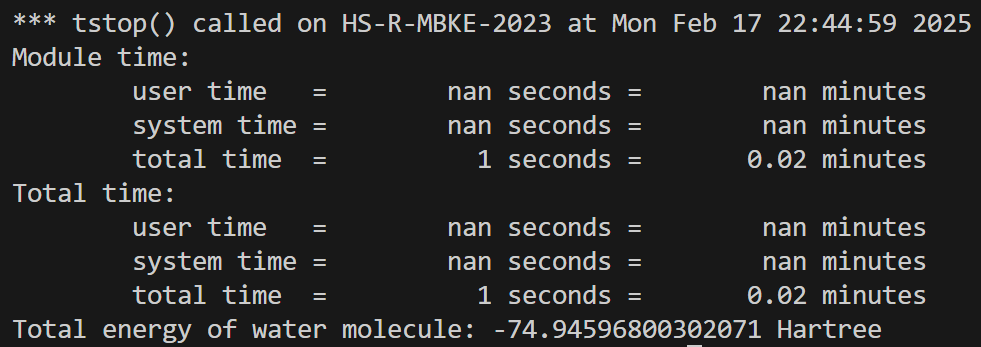 *** tstop() called on HS-R-MBKE-2023 at Mon Feb 17 22:44:59 2025
Module time:
        user time   =        nan seconds =        nan minutes
        system time =        nan seconds =        nan minutes
        total time  =          1 seconds =       0.02 minutes
Total time:
        user time   =        nan seconds =        nan minutes
        system time =        nan seconds =        nan minutes
        total time  =          1 seconds =       0.02 minutes
Total energy of water molecule: -74.94596800302071 Hartree